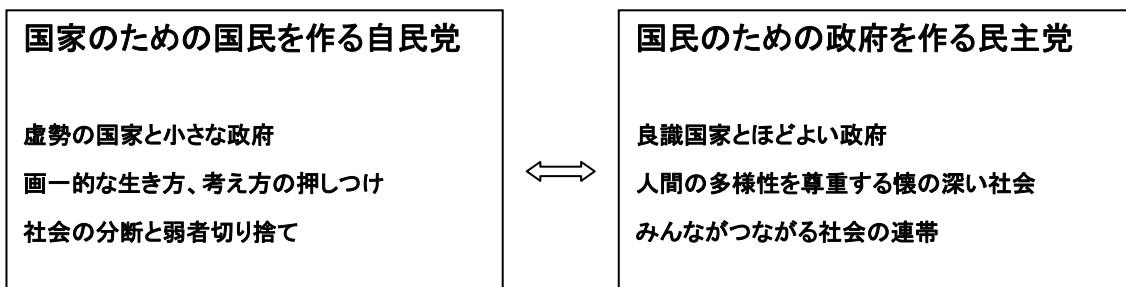 国家のための国民を作る自民党
虚勢の国家と小さな政府
画一的な生き方、考え方の押しつけ
社会の分断と弱者切り捨て
国民のための政府を作る民主党
良識国家とほどよい政府
人間の多様性を尊重する懐の深い社会
みんながつながる社会の連帯